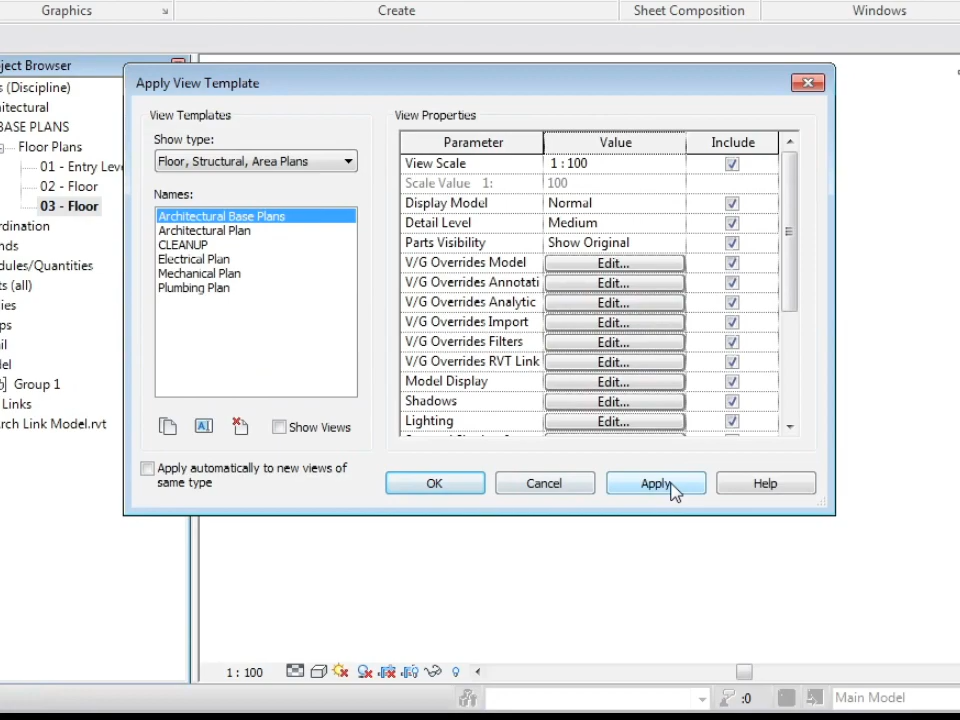 Graphics
Create
Sheet Composition
Windows
ject Browser
s (Discipline)
itectural
BASE PLANS
Floor Plans
01 - Entry Leve
02 - Floor
03 - Floor
rdination
nds
dules/Quantities
ts (all)
ies
ps
il
el
Group 1
Links
rch Link Model.rvt
Apply View Template
View Templates
Show type:
Floor, Structural, Area Plans
Names:
Architectural Base Plans
Architectural Plan
CLEANUP
Electrical Plan
Mechanical Plan
Plumbing Plan
Show Views
Apply automatically to new views of
same type
View Properties
Parameter Value Include
View Scale 1 : 100
Scale Value 1: 100
Display Model Normal
Detail Level Medium
Parts Visibility Show Original
V/G Overrides Model Edit...
V/G Overrides Annotati Edit...
V/G Overrides Analytic Edit...
V/G Overrides Import Edit...
V/G Overrides Filters Edit...
V/G Overrides RVT Link Edit...
Model Display Edit...
Shadows Edit...
Lighting Edit...
OK
Cancel
Apply
Help
1 : 100
:0
Main Model